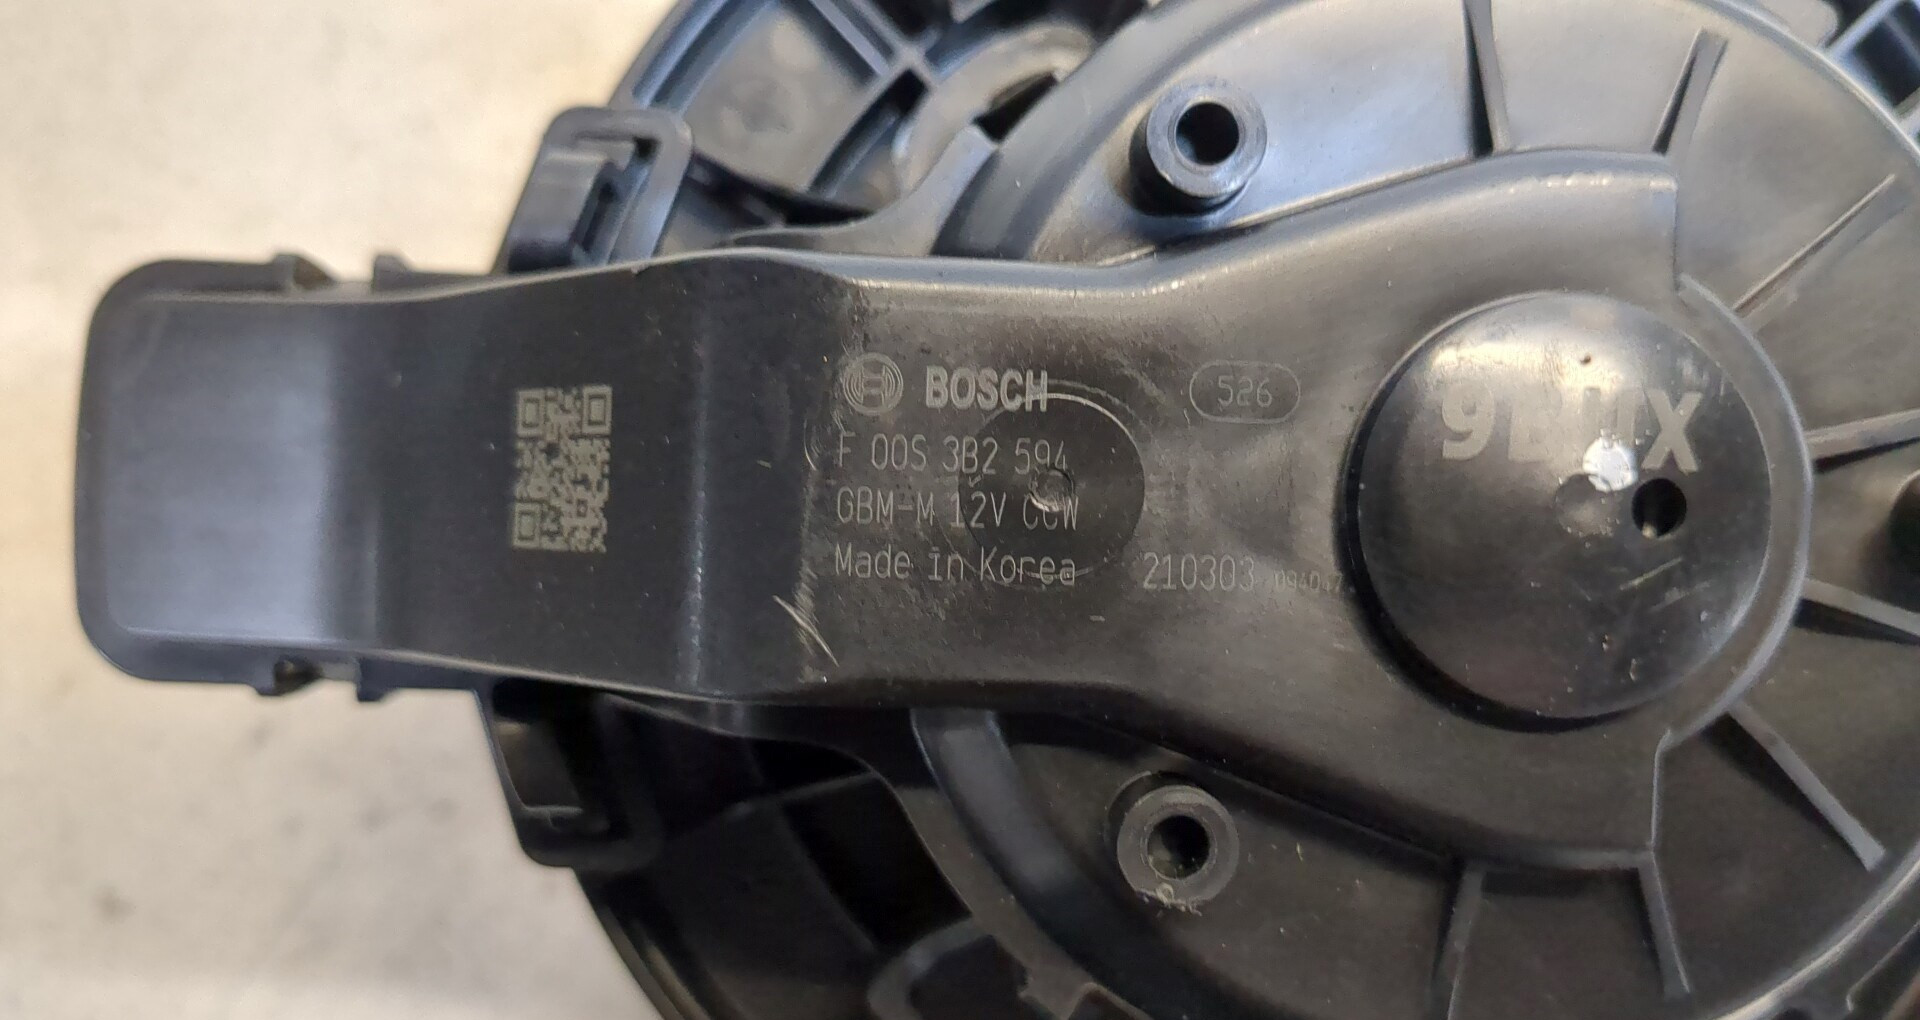 BOSCH
526
F 00S 3B2 594
GBM-M 12V CCW
Made in Korea
210303